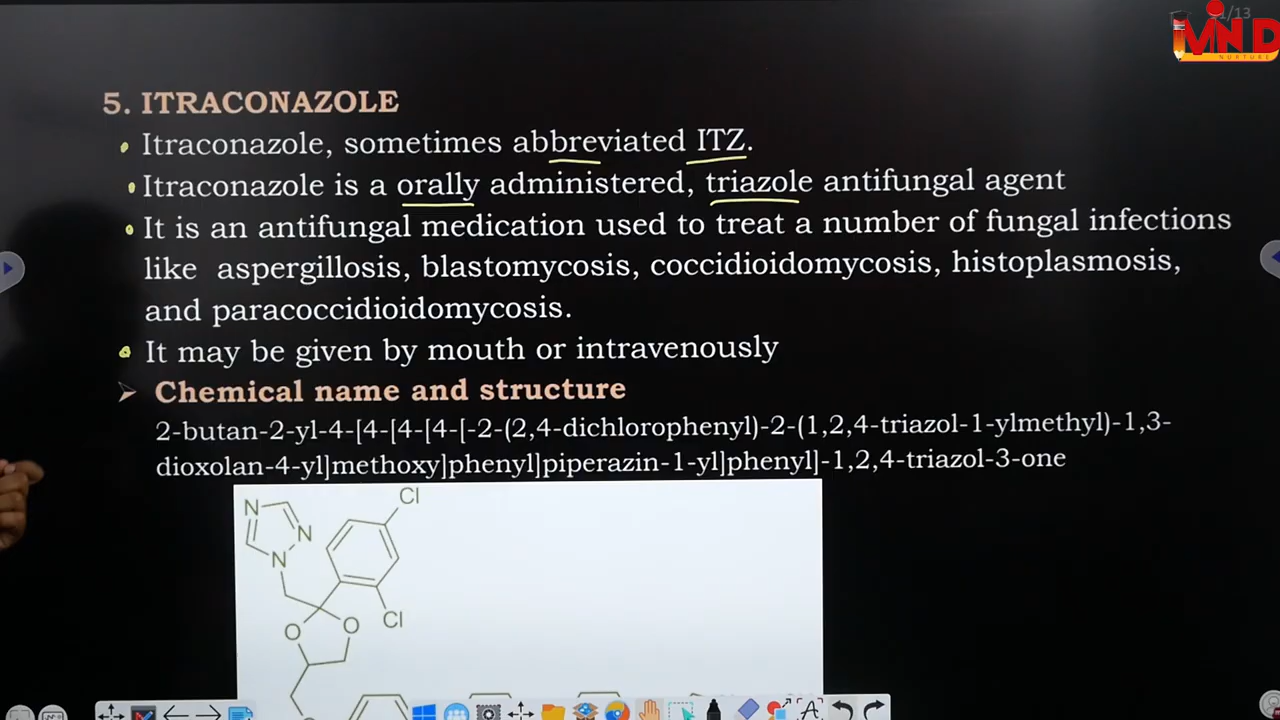 11/13
VND
NURTURE
5. ITRACONAZOLE
Itraconazole, sometimes abbreviated ITZ.
Itraconazole is a orally administered, triazole antifungal agent
It is an antifungal medication used to treat a number of fungal infections
like aspergillosis, blastomycosis, coccidioidomycosis, histoplasmosis,
and paracoccidioidomycosis.
It may be given by mouth or intravenously
Chemical name and structure
2-butan-2-yl-4-[4-[4-[4-[-2-(2,4-dichlorophenyl)-2-(1,2,4-triazol-1-ylmethyl)-1,3-
dioxolan-4-yl]methoxy]phenyl]piperazin-1-yl]phenyl]-1,2,4-triazol-3-one
Cl
N
N
N
Cl
O
O